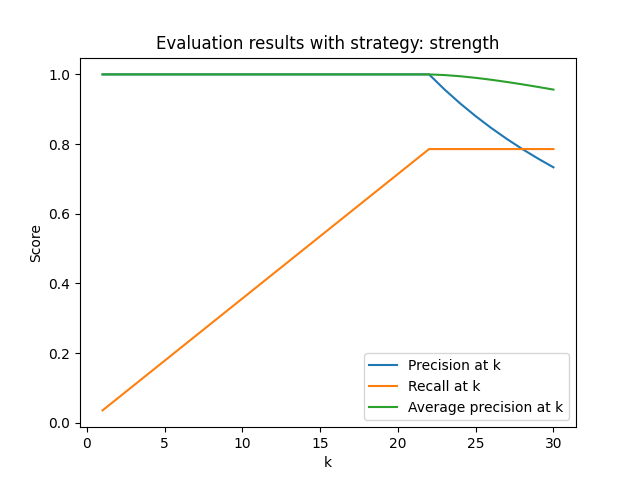 Evaluation results with strategy: strength
1.0
0.8
0.6
0.4
0.2
0.0
Score
0 5 10 15 20 25 30
k
Precision at k
Recall at k
Average precision at k